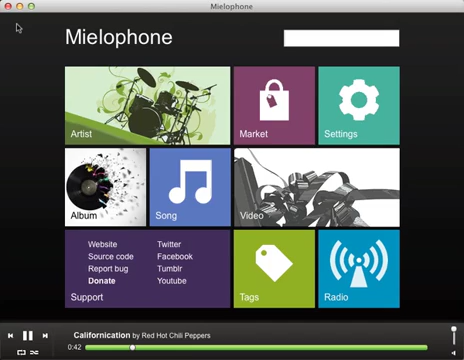 Mielophone
Mielophone
Artist
Market
Settings
Album
Song
Video
Website
Twitter
Source code
Facebook
Report bug
Tumblr
Donate
Youtube
Support
Tags
Radio
Californication by Red Hot Chili Peppers
0:42